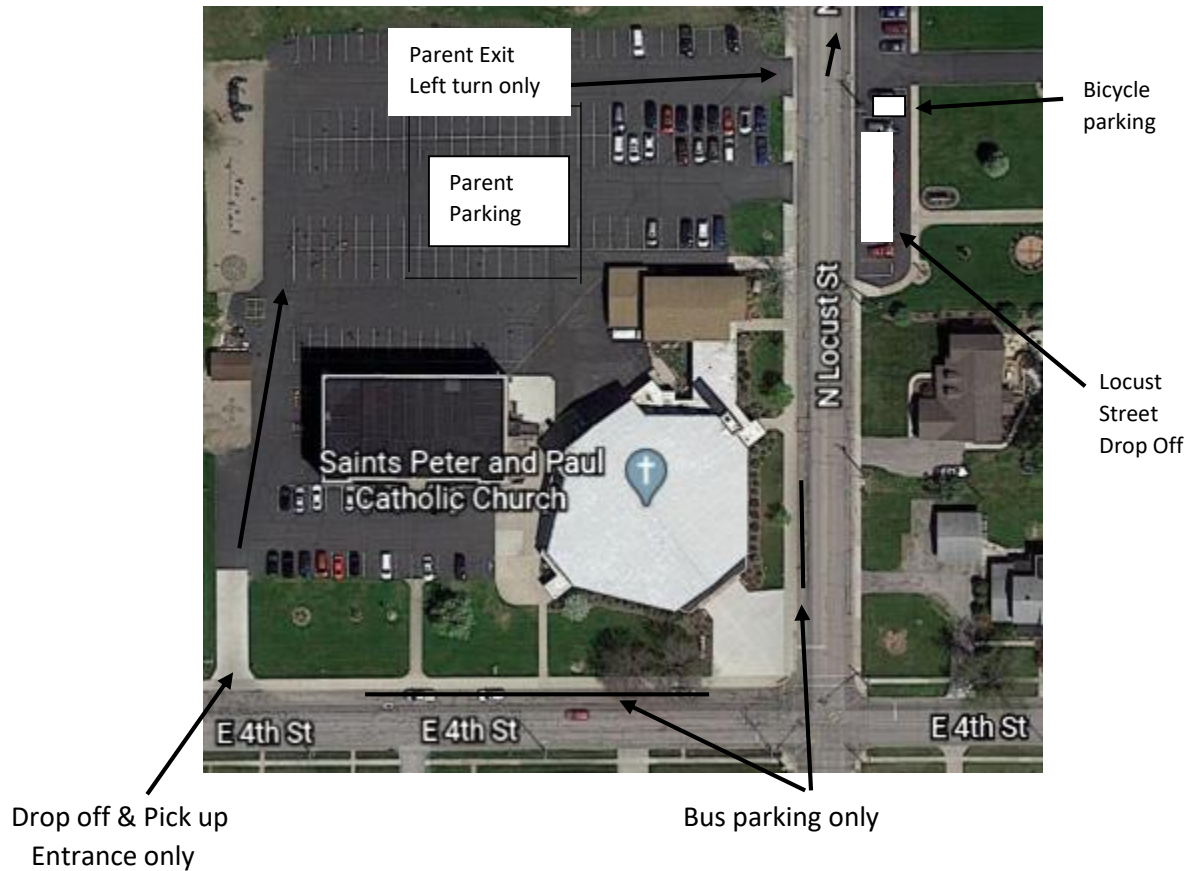 Parent Exit
Left turn only
Bicycle
parking
Parent
Parking
N Locust St
Locust
Street
Drop Off
Saints Peter and Paul
Catholic Church
E 4th St
E 4th St
E 4th St
Drop off & Pick up
Entrance only
Bus parking only